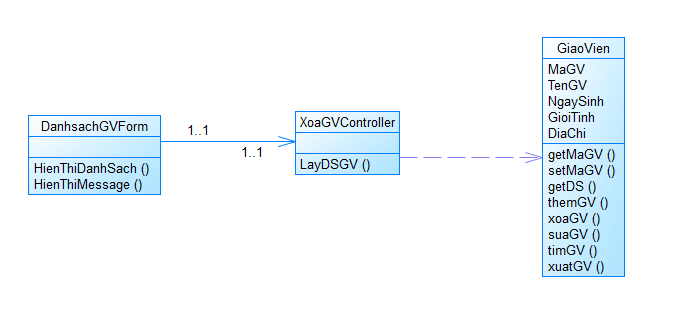 DanhsachGVForm
HienThiDanhSach ()
HienThiMessage ()
1..1
1..1
XoaGVController
LayDSGV ()
GiaoVien
MaGV
TenGV
NgaySinh
GioiTinh
DiaChi
getMaGV ()
setMaGV ()
getDS ()
themGV ()
xoaGV ()
suaGV ()
timGV ()
xuatGV ()